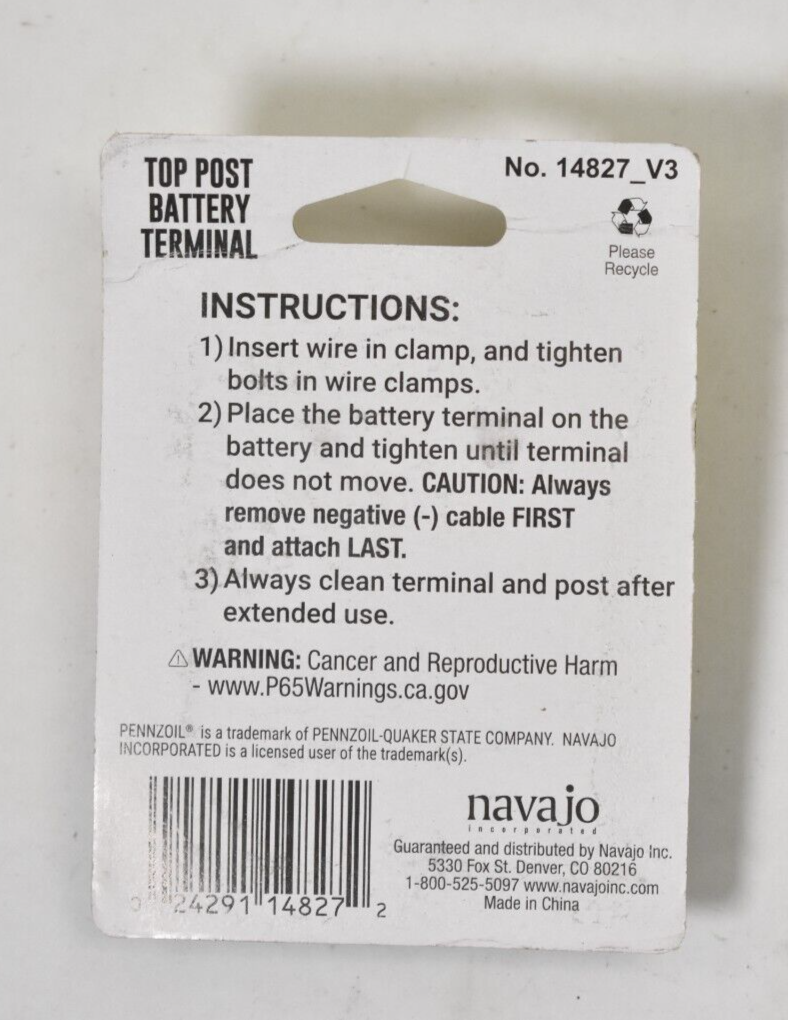 TOP POST
BATTERY
TERMINAL
No. 14827_V3
Please
Recycle
INSTRUCTIONS:
1) Insert wire in clamp, and tighten
bolts in wire clamps.
2) Place the battery terminal on the
battery and tighten until terminal
does not move. CAUTION: Always
remove negative (-) cable FIRST
and attach LAST.
3) Always clean terminal and post after
extended use.
⚠ WARNING: Cancer and Reproductive Harm
- www.P65Warnings.ca.gov
PENNZOIL® is a trademark of PENNZOIL-QUAKER STATE COMPANY. NAVAJO
INCORPORATED is a licensed user of the trademark(s).
0 24291 14827 2
navajo
incorporated
Guaranteed and distributed by Navajo Inc.
5330 Fox St. Denver, CO 80216
1-800-525-5097 www.navajoinc.com
Made in China